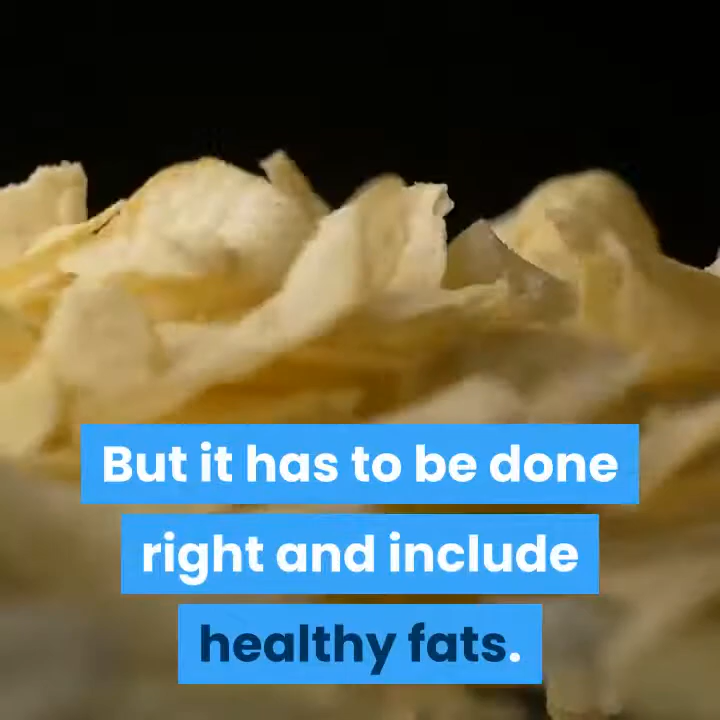 But it has to be done
right and include
healthy fats.